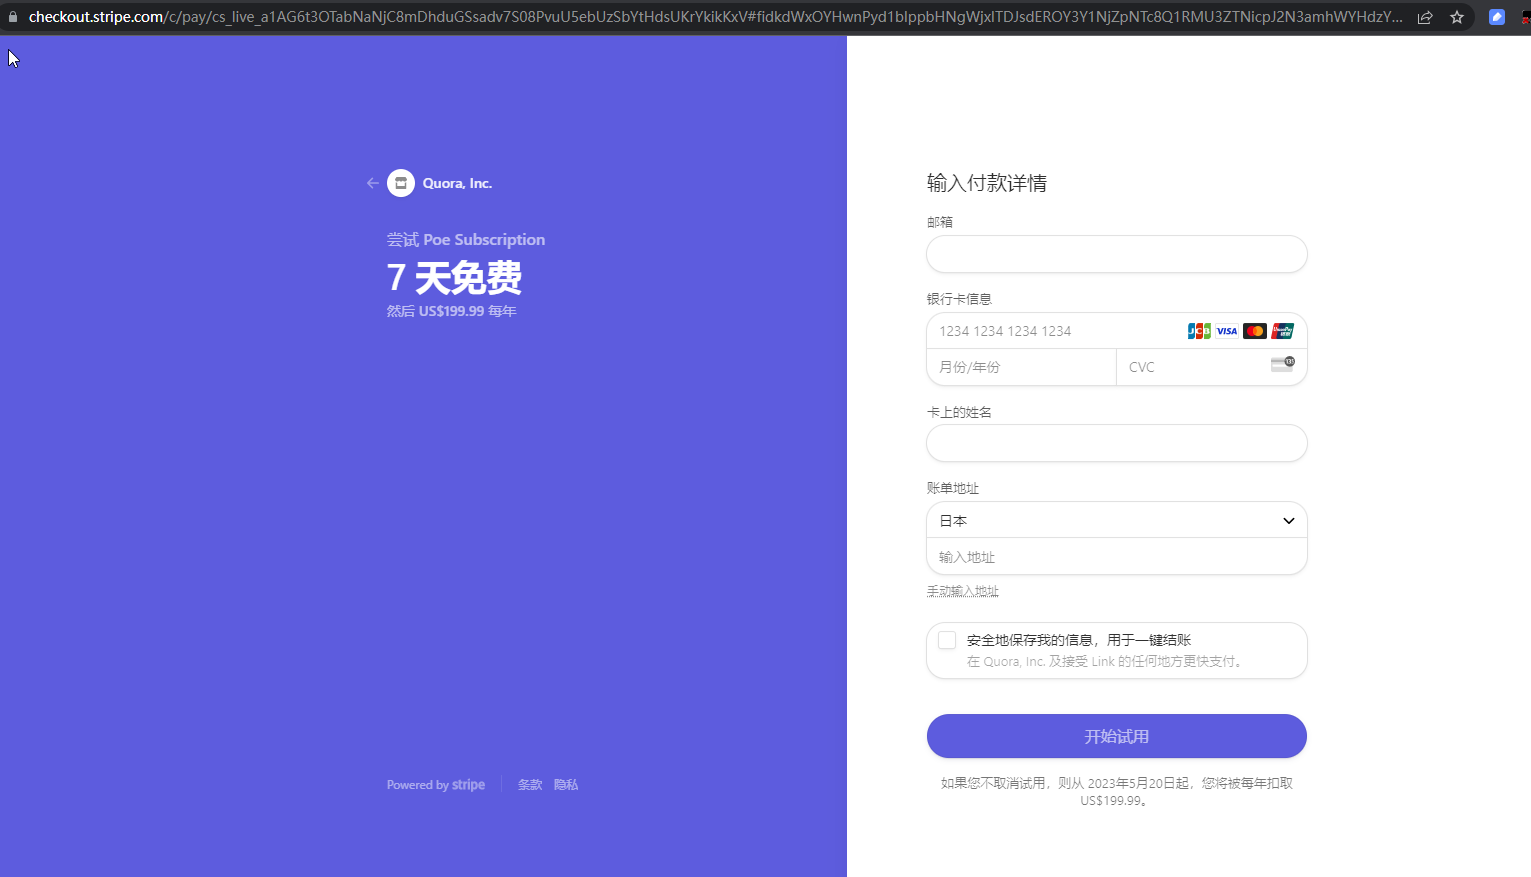 checkout.stripe.com/c/pay/cs_live_a1AG6t3OTabNaNjC8mDhduGSsadv7S08PvuU5ebUzSbYtHdsUKrYkikKxV#fidkdWxOYHwnPyd1blppbHNgWjxITDJsdEROY3Y1NjZpNTc8Q1RMU3ZTNicpJ2N3amhWYHdzY...
Quora, Inc.
尝试 Poe Subscription
7 天免费
然后 US$199.99 每年
Powered by stripe
条款 隐私
输入付款详情
邮箱
银行卡信息
1234 1234 1234 1234
JCB VISA UnionPay 银联
月份/年份 CVC 135
卡上的姓名
账单地址
日本
输入地址
手动输入地址
安全地保存我的信息，用于一键结账
在 Quora, Inc. 及接受 Link 的任何地方更快支付。
开始试用
如果您不取消试用，则从 2023年5月20日起，您将被每年扣取
US$199.99。